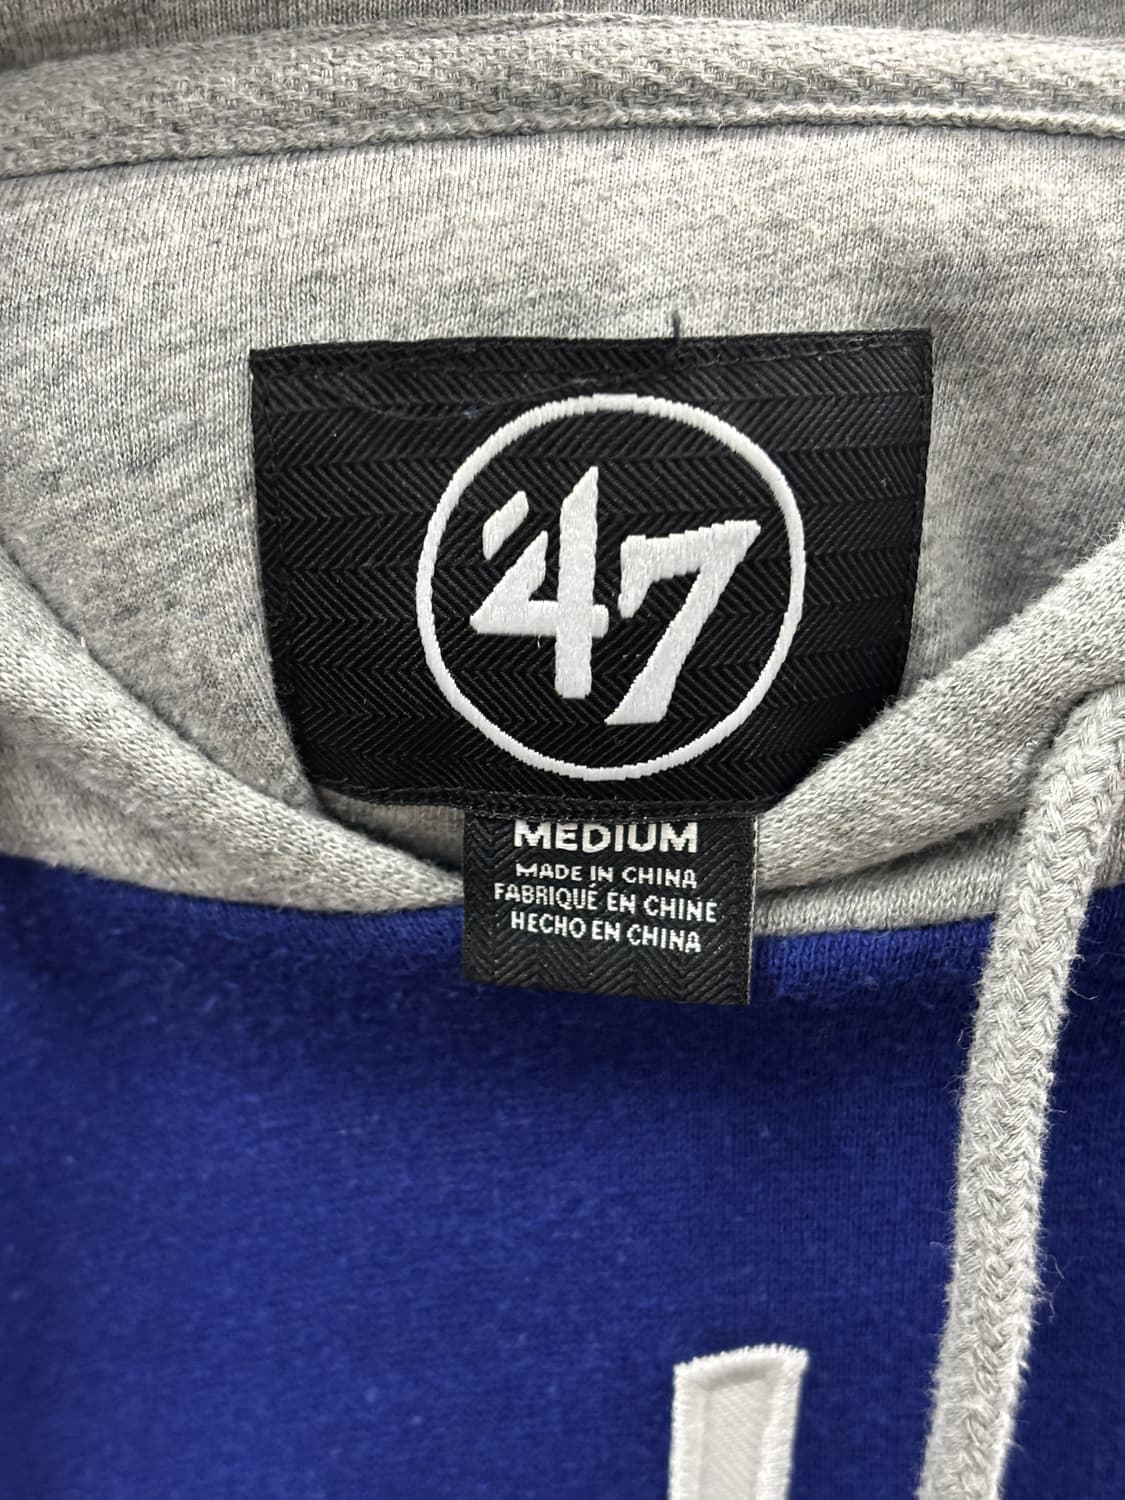 '47
MEDIUM
MADE IN CHINA
FABRIQUÉ EN CHINE
HECHO EN CHINA